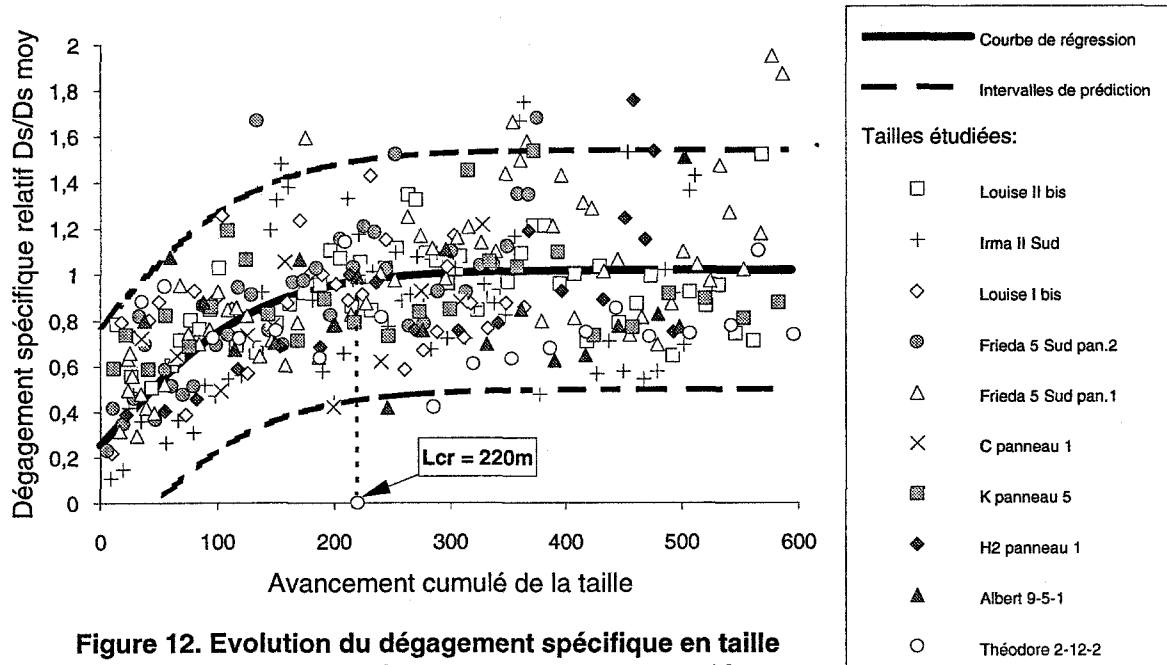 Dégagement spécifique relatif Ds/Ds moy
2
1,8
1,6
1,4
1,2
1
0,8
0,6
0,4
0,2
0
0
100
200
300
400
500
600
Lcr = 220m
Avancement cumulé de la taille
Figure 12. Evolution du dégagement spécifique en taille
Courbe de régression
Intervalles de prédiction
Tailles étudiées:
Louise II bis
Irma II Sud
Louise I bis
Frieda 5 Sud pan.2
Frieda 5 Sud pan.1
C panneau 1
K panneau 5
H2 panneau 1
Albert 9-5-1
Théodore 2-12-2